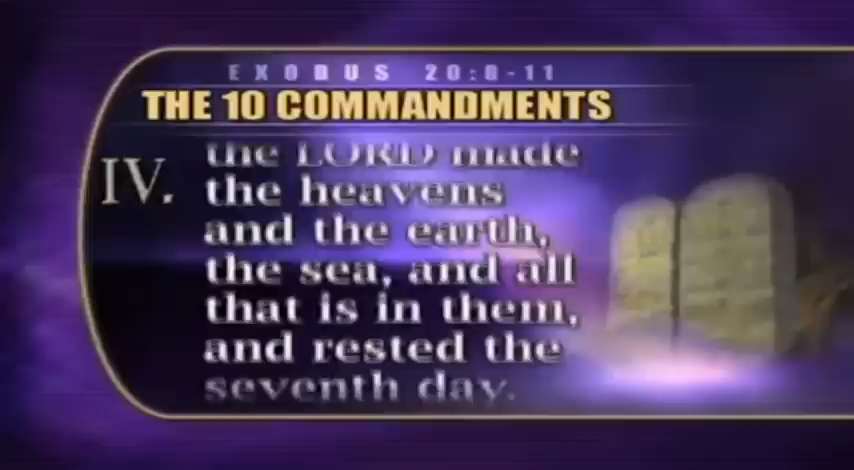 EXODUS 20:8-11
THE 10 COMMANDMENTS
IV. the LORD made
the heavens
and the earth,
the sea, and all
that is in them,
and rested the
seventh day.